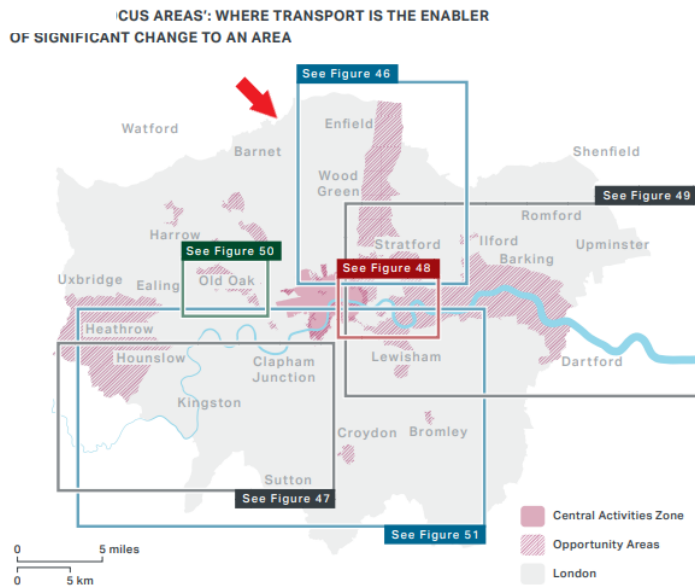 CUS AREAS': WHERE TRANSPORT IS THE ENABLER
OF SIGNIFICANT CHANGE TO AN AREA
See Figure 46
Watford
Enfield
Barnet
Shenfield
Wood
Green
See Figure 49
Romford
Harrow
Stratford
Ilford
Upminster
See Figure 50
Barking
See Figure 48
Uxbridge
Ealing
Old Oak
Heathrow
Hounslow
Clapham
Junction
Lewisham
Dartford
Kingston
Croydon
Bromley
Sutton
See Figure 47
See Figure 51
Central Activities Zone
Opportunity Areas
London
0 5 miles
0 5 km